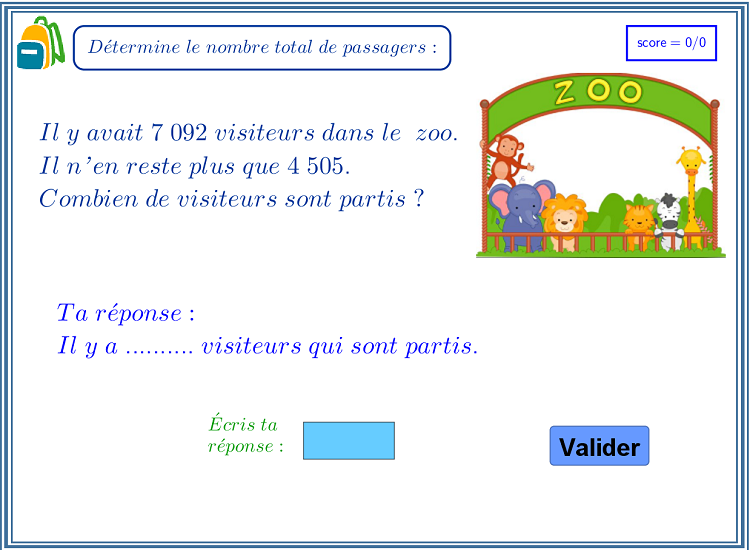 Détermine le nombre total de passagers :
score = 0/0
ZOO
Il y avait 7 092 visiteurs dans le zoo.
Il n'en reste plus que 4 505.
Combien de visiteurs sont partis ?
Ta réponse :
Il y a .......... visiteurs qui sont partis.
Écris ta
réponse :
Valider